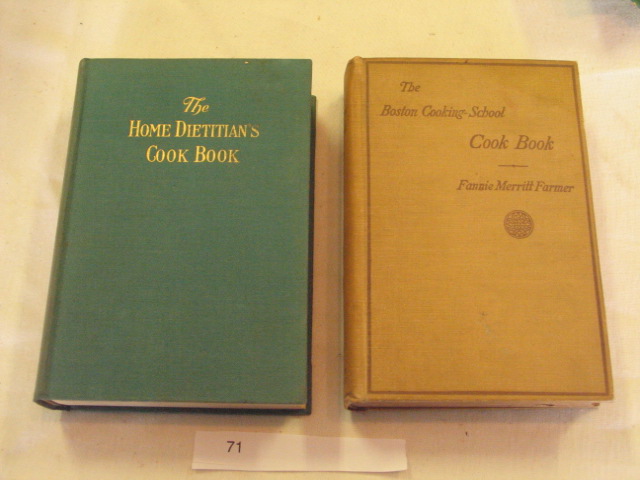 The
HOME DIETITIAN'S
COOK BOOK
The
Boston Cooking-School
Cook Book
Fannie Merritt Farmer
71